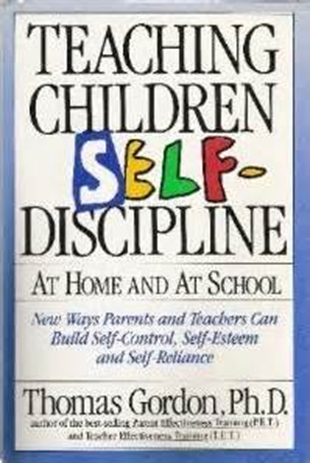 TEACHING
CHILDREN
SELF-
DISCIPLINE
AT HOME AND AT SCHOOL
New Ways Parents and Teachers Can
Build Self-Control, Self-Esteem
and Self-Reliance
Thomas Gordon, Ph.D.
author of the best-selling Parent Effectiveness Training (P.E.T.)
and Teacher Effectiveness Training (T.E.T.)